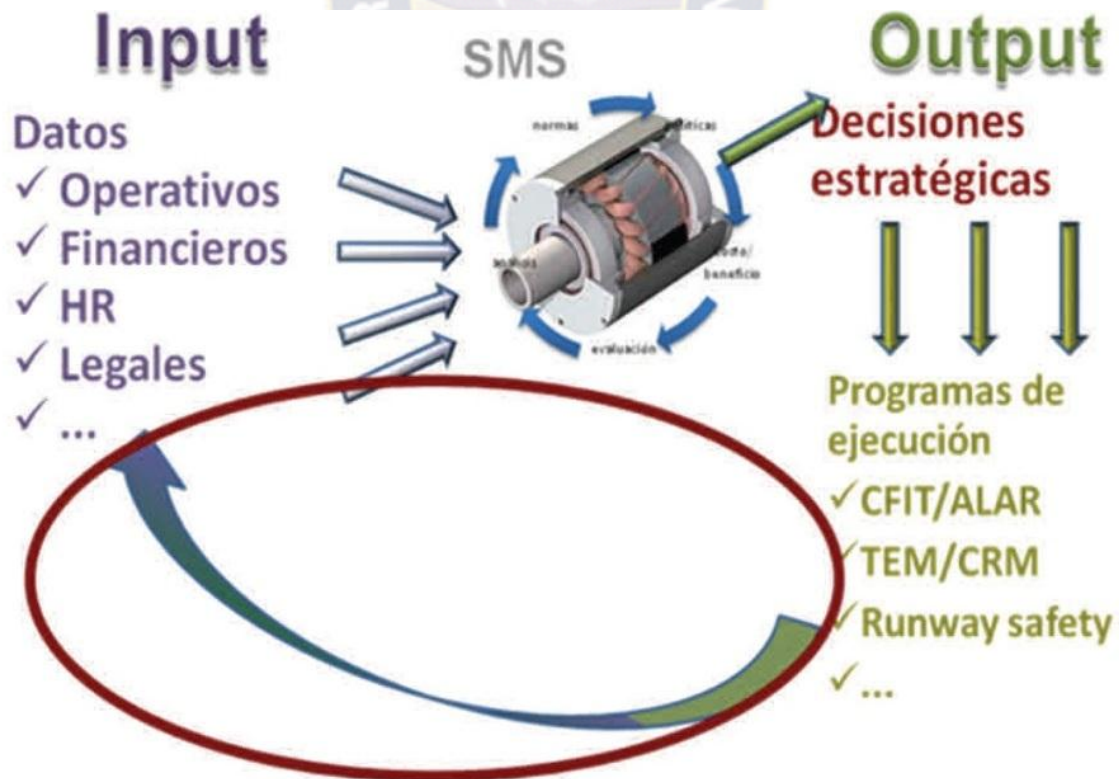 Input
SMS
Output
Datos
✓ Operativos
✓ Financieros
✓ HR
✓ Legales
✓ ...
normas
evaluación
beneficio
Decisiones
estratégicas
Programas de
ejecución
✓ CFIT/ALAR
✓ TEM/CRM
✓ Runway safety
✓ ...